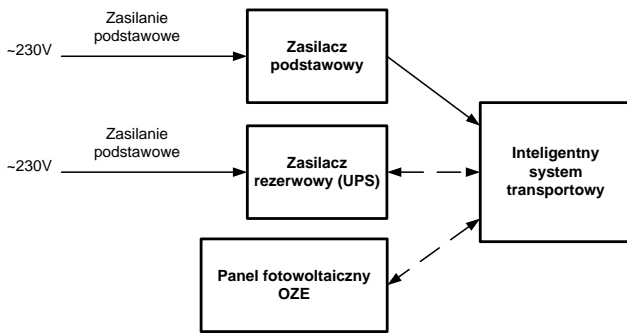 Zasilanie
podstawowe
~230V
Zasilacz
podstawowy
Zasilanie
podstawowe
~230V
Zasilacz
rezerwowy (UPS)
Inteligentny
system
transportowy
Panel fotowoltaiczny
OZE